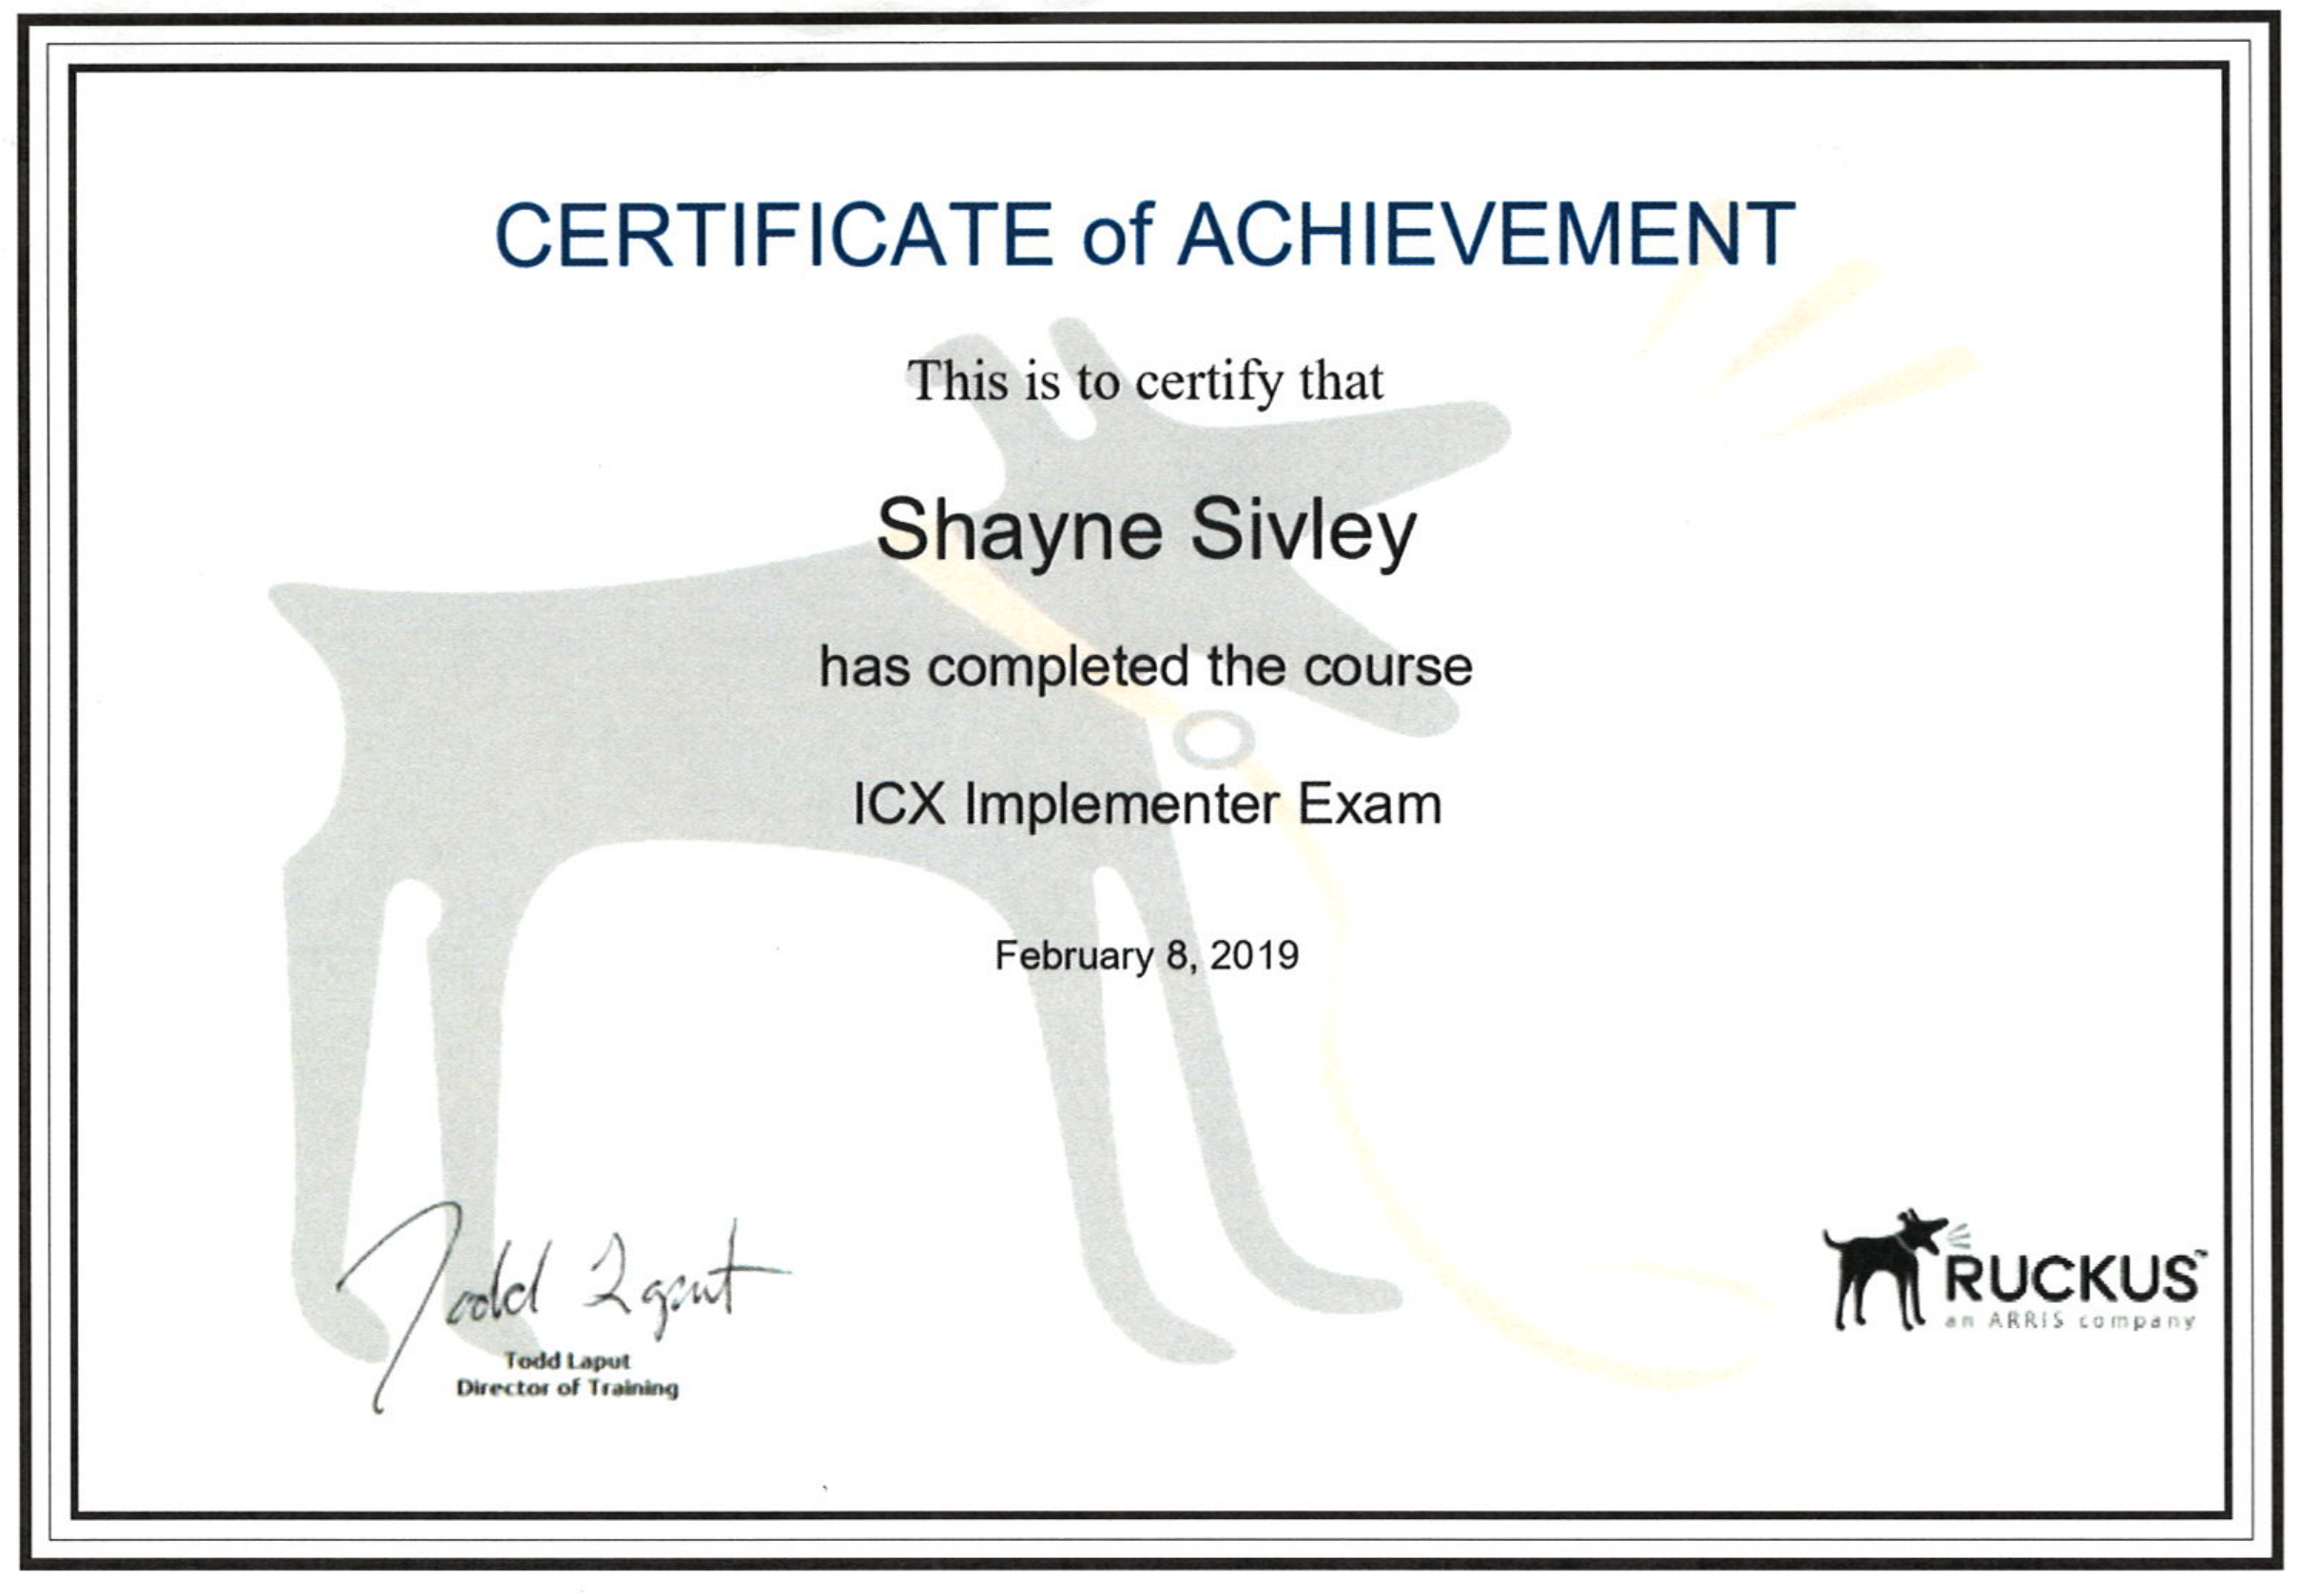 CERTIFICATE of ACHIEVEMENT
This is to certify that
Shayne Sivley
has completed the course
ICX Implementer Exam
February 8, 2019
Todd Laput
Todd Laput
Director of Training
RUCKUS™
an ARRIS company